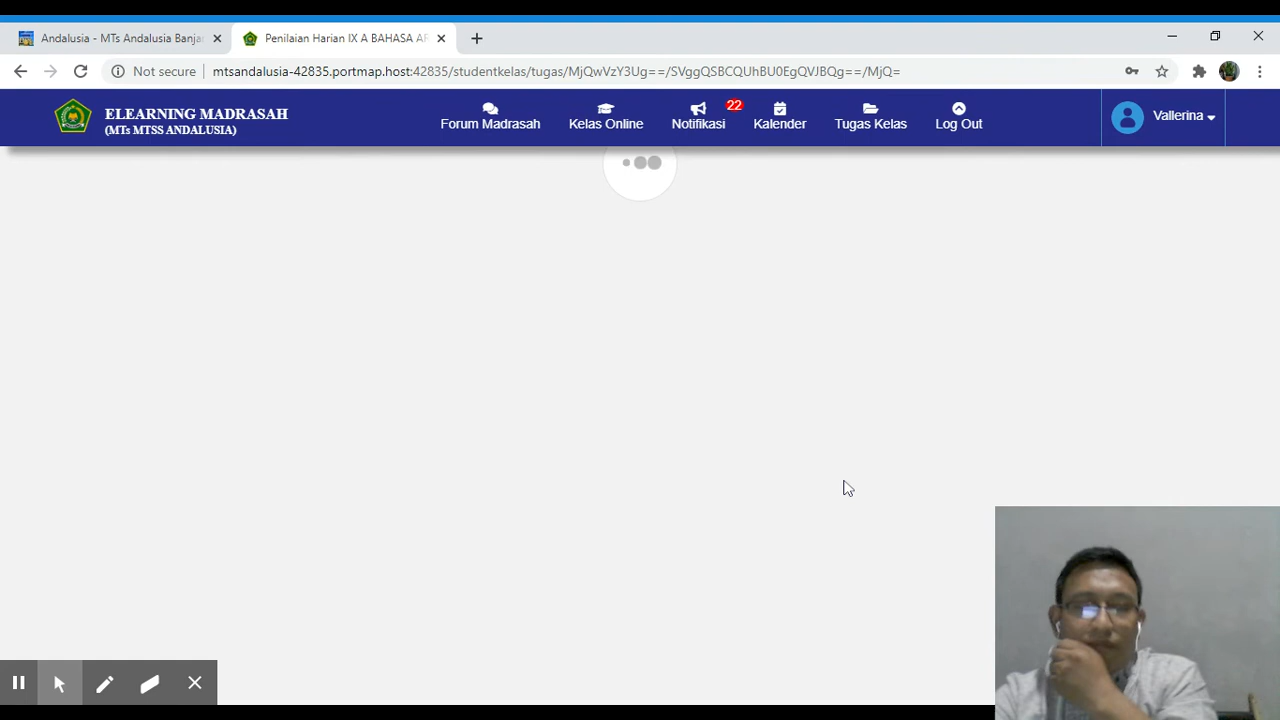 Andalusia - MTs Andalusia Banja
Penilaian Harian IX A BAHASA AR
Not secure
mtsandalusia-42835.portmap.host:42835/studentkelas/tugas/MjQwVzY3Ug==/SVggQSBCQUhBU0EgQVJBQg==/MjQ=
ELEARNING MADRASAH
(MTs MTSS ANDALUSIA)
Forum Madrasah
Kelas Online
Notifikasi
22
Kalender
Tugas Kelas
Log Out
Vallerina